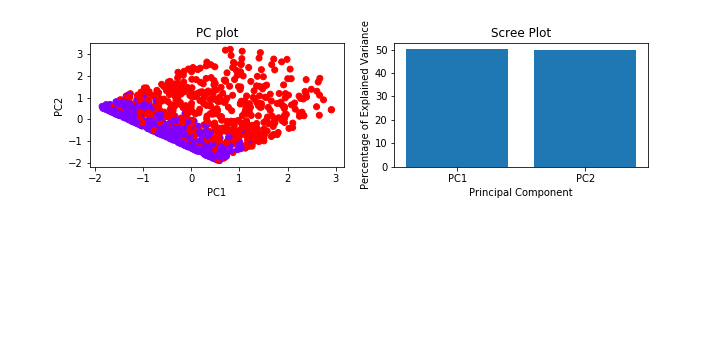 PC plot
PC2
3
2
1
0
−1
−2
−2
−1
0
1
2
3
PC1
Scree Plot
Percentage of Explained Variance
50
40
30
20
10
0
PC1
PC2
Principal Component